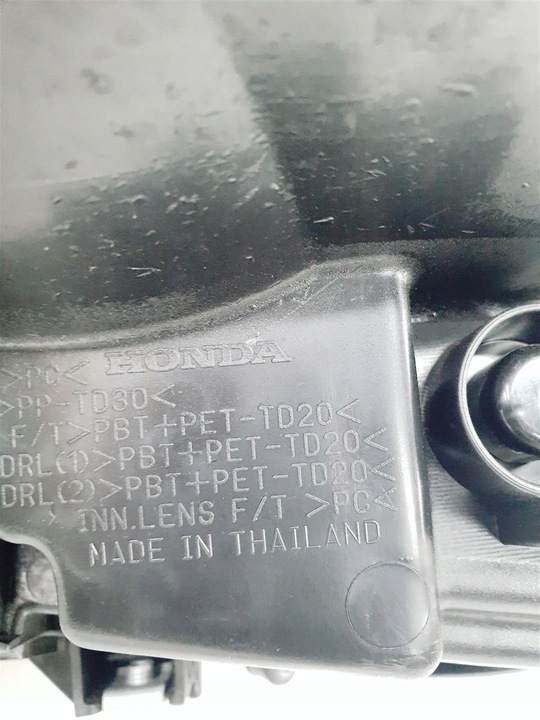 >PC< HONDA
>PP-TD30<
F/T>PBT+PET-TD20<
DRL(1)>PBT+PET-TD20<
DRL(2)>PBT+PET-TD20<
INN.LENS F/T >PC<
MADE IN THAILAND